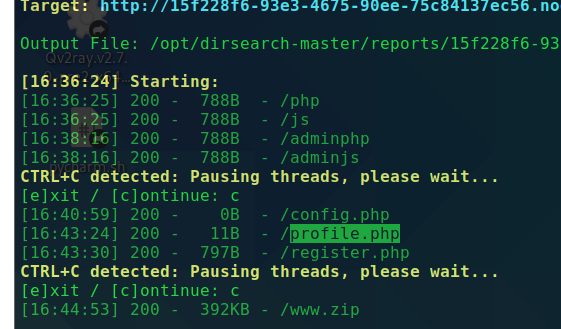 Target: http://15f228f6-93e3-4675-90ee-75c84137ec56.no
Output File: /opt/dirsearch-master/reports/15f228f6-93
Qv2ray.v2.7.
[16:36:24] Starting:
[16:36:25] 200 -  788B  - /php
[16:36:25] 200 -  788B  - /js
[16:38:16] 200 -  788B  - /adminphp
[16:38:16] 200 -  788B  - /adminjs
CTRL+C detected: Pausing threads, please wait...
[e]xit / [c]ontinue: c
[16:40:59] 200 -    0B  - /config.php
[16:43:24] 200 -   11B  - /profile.php
[16:43:30] 200 -  797B  - /register.php
CTRL+C detected: Pausing threads, please wait...
[e]xit / [c]ontinue: c
[16:44:53] 200 -  392KB - /www.zip